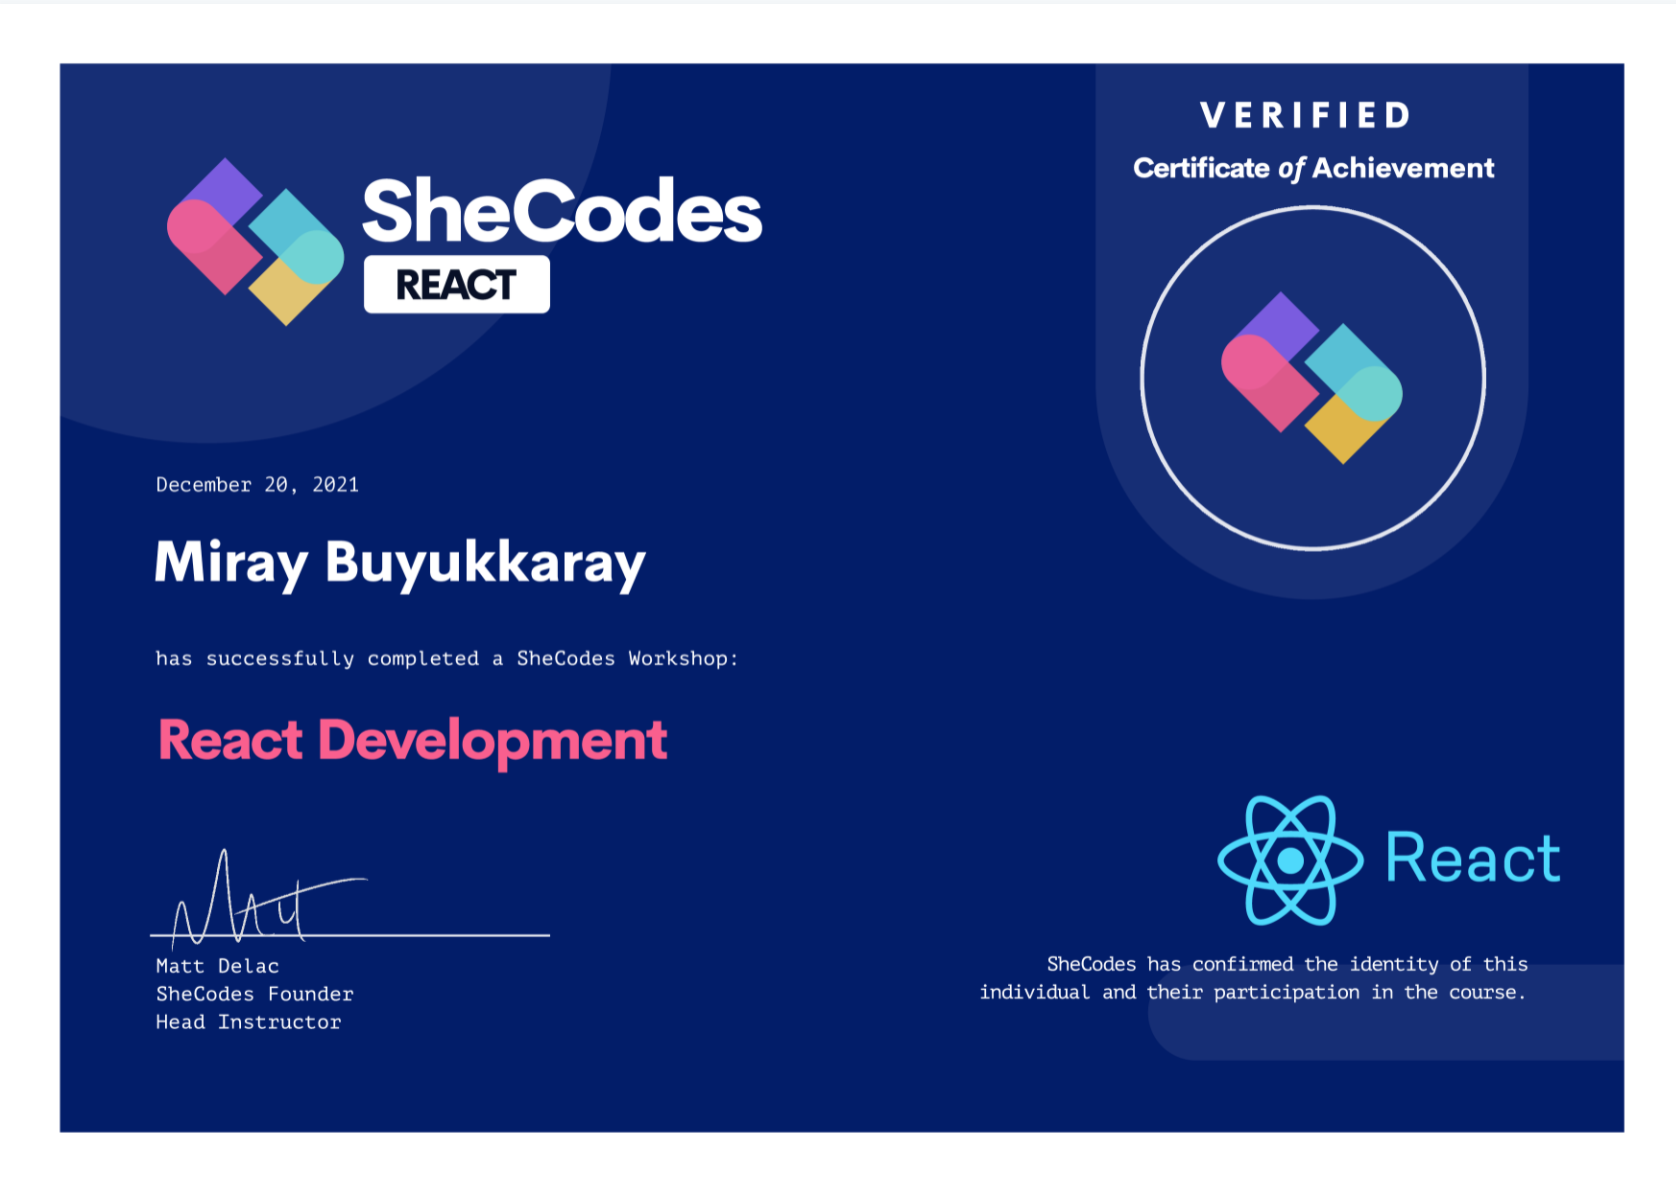 SheCodes
REACT
VERIFIED
Certificate of Achievement
December 20, 2021
Miray Buyukkaray
has successfully completed a SheCodes Workshop:
React Development
Matt Delac
SheCodes Founder
Head Instructor
React
SheCodes has confirmed the identity of this
individual and their participation in the course.